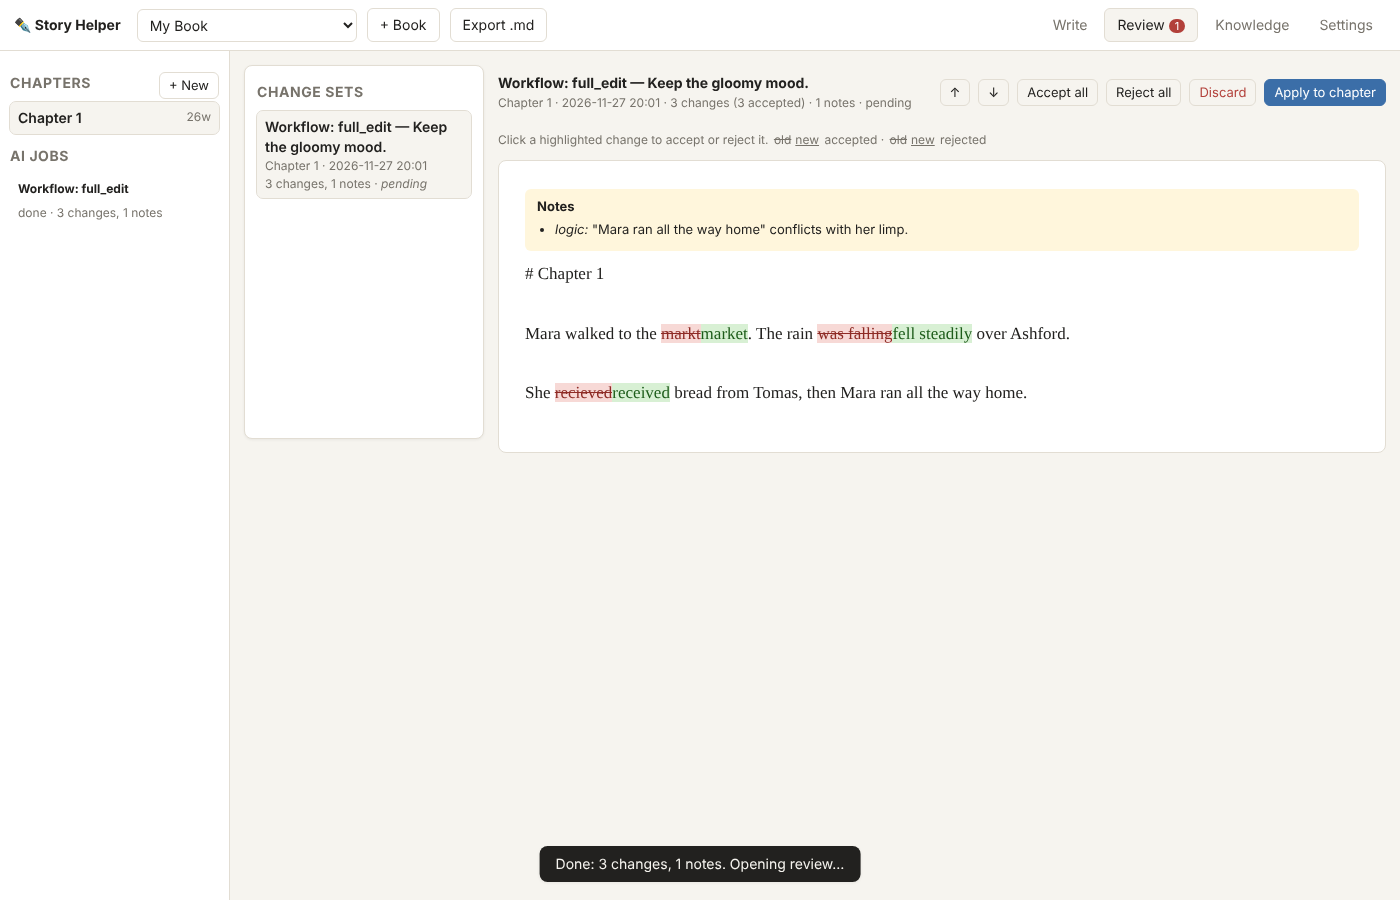 Story Helper
My Book
+ Book
Export .md
Write
Review 1
Knowledge
Settings
CHAPTERS
+ New
Chapter 1
26w
AI JOBS
Workflow: full_edit
done · 3 changes, 1 notes
CHANGE SETS
Workflow: full_edit — Keep
the gloomy mood.
Chapter 1 · 2026-11-27 20:01
3 changes, 1 notes · pending
Workflow: full_edit — Keep the gloomy mood.
Chapter 1 · 2026-11-27 20:01 · 3 changes (3 accepted) · 1 notes · pending
↑
↓
Accept all
Reject all
Discard
Apply to chapter
Click a highlighted change to accept or reject it. old new accepted · old new rejected
Notes
• logic: "Mara ran all the way home" conflicts with her limp.
# Chapter 1
Mara walked to the marktmarket. The rain was fallingfell steadily over Ashford.
She recievedreceived bread from Tomas, then Mara ran all the way home.
Done: 3 changes, 1 notes. Opening review…